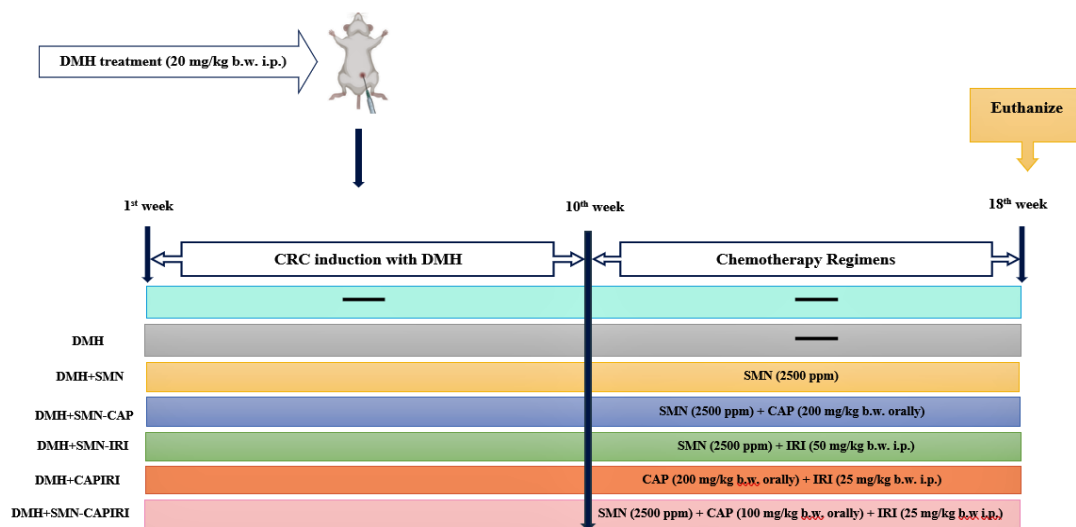 DMH treatment (20 mg/kg b.w. i.p.)
Euthanize
1st week
10th week
18th week
CRC induction with DMH
Chemotherapy Regimens
DMH
DMH+SMN
SMN (2500 ppm)
DMH+SMN-CAP
SMN (2500 ppm) + CAP (200 mg/kg b.w. orally)
DMH+SMN-IRI
SMN (2500 ppm) + IRI (50 mg/kg b.w. i.p.)
DMH+CAPIRI
CAP (200 mg/kg b.w. orally) + IRI (25 mg/kg b.w. i.p.)
DMH+SMN-CAPIRI
SMN (2500 ppm) + CAP (100 mg/kg b.w. orally) + IRI (25 mg/kg b.w i.p.)